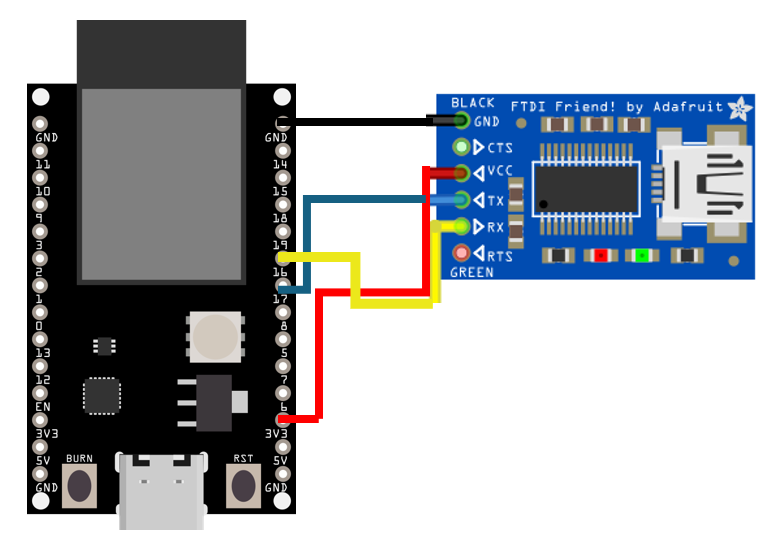 GND
11
10
9
3
2
1
0
13
12
EN
3V3
5V
GND
BURN
RST
GND
14
15
18
19
16
17
8
5
7
6
3V3
5V
GND
BLACK
FTDI Friend! by Adafruit
GND
CTS
VCC
TX
RX
RTS
GREEN